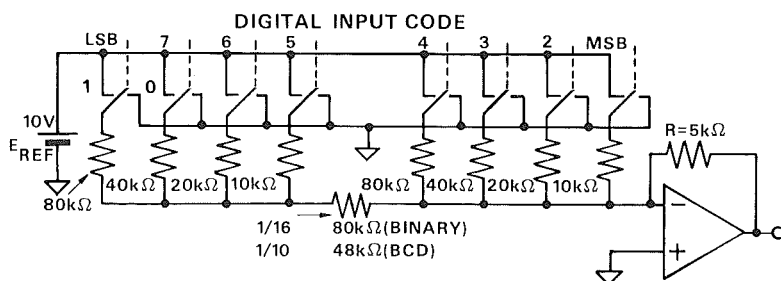 DIGITAL INPUT CODE
LSB 7 6 5 4 3 2 MSB
1 0
10V
E REF
R=5kΩ
40kΩ 20kΩ 10kΩ 80kΩ 40kΩ 20kΩ 10kΩ
80kΩ
1/16 80kΩ(BINARY)
1/10 48kΩ(BCD)
−
+